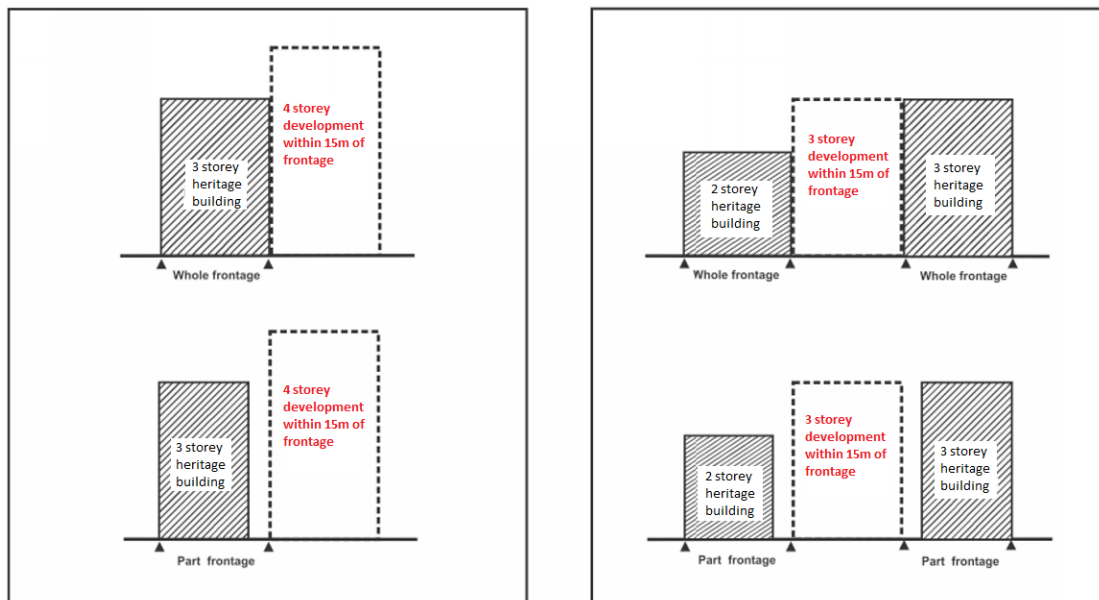 4 storey
development
within 15m of
frontage
3 storey
heritage
building
Whole frontage
4 storey
development
within 15m of
frontage
3 storey
heritage
building
Part frontage
3 storey
development
within 15m of
frontage
2 storey
heritage
building
3 storey
heritage
building
Whole frontage
Whole frontage
3 storey
development
within 15m of
frontage
2 storey
heritage
building
3 storey
heritage
building
Part frontage
Part frontage